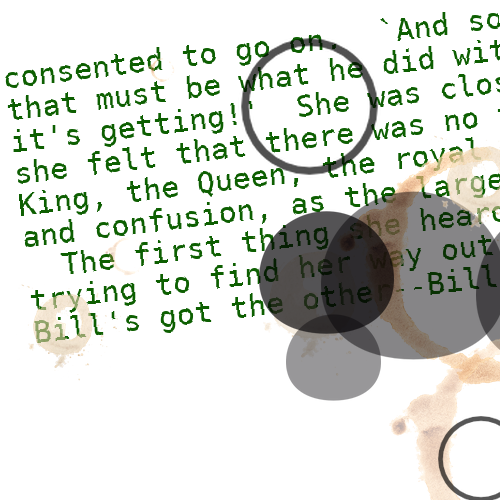 consented to go on.   `And so
that must be what he did wit
it's getting!'  She was clos
she felt that there was no
King, the Queen, the royal
and confusion, as the large
The first thing she heard
trying to find her way out
Bill's got the other--Bill